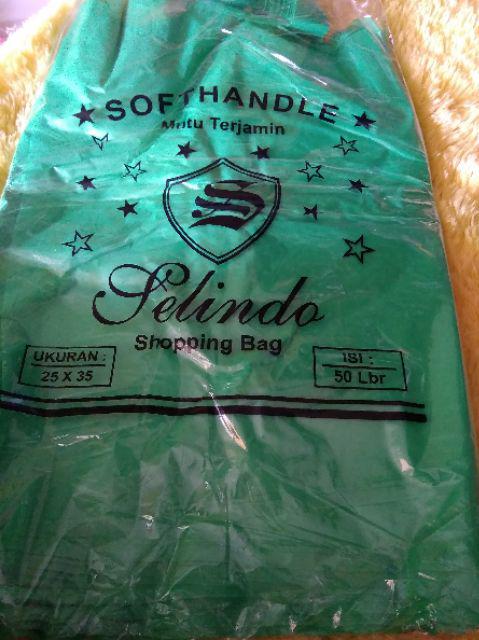 SOFTHANDLE
Mutu Terjamin
S
Selindo
Shopping Bag
UKURAN :
25 X 35
ISI :
50 Lbr